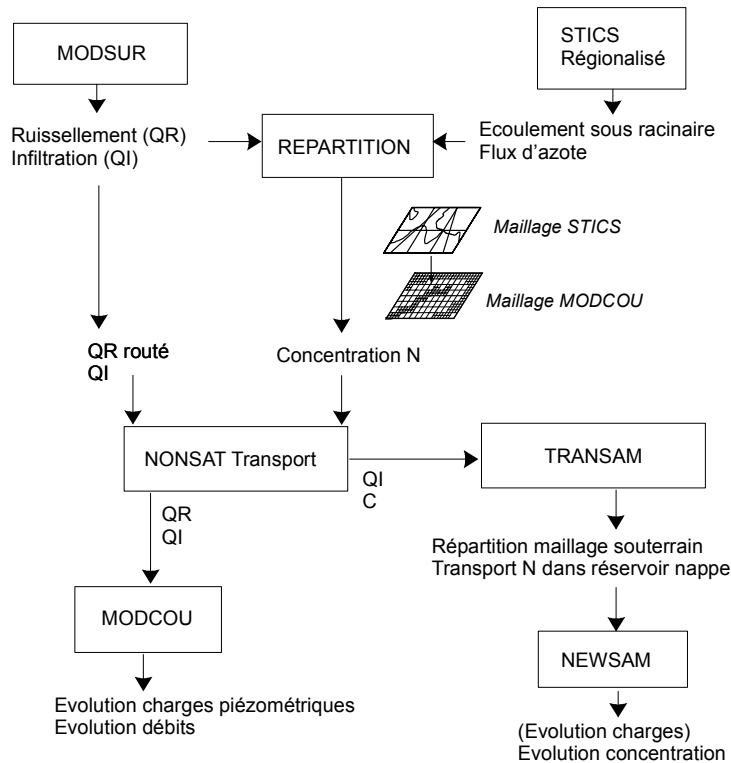 MODSUR
STICS
Régionalisé
Ruissellement (QR)
Infiltration (QI)
REPARTITION
Ecoulement sous racinaire
Flux d'azote
Maillage STICS
Maillage MODCOU
QR routé
QI
Concentration N
NONSAT Transport
QI
C
TRANSAM
QR
QI
Répartition maillage souterrain
Transport N dans réservoir nappe
MODCOU
NEWSAM
Evolution charges piézométriques
Evolution débits
(Evolution charges)
Evolution concentration